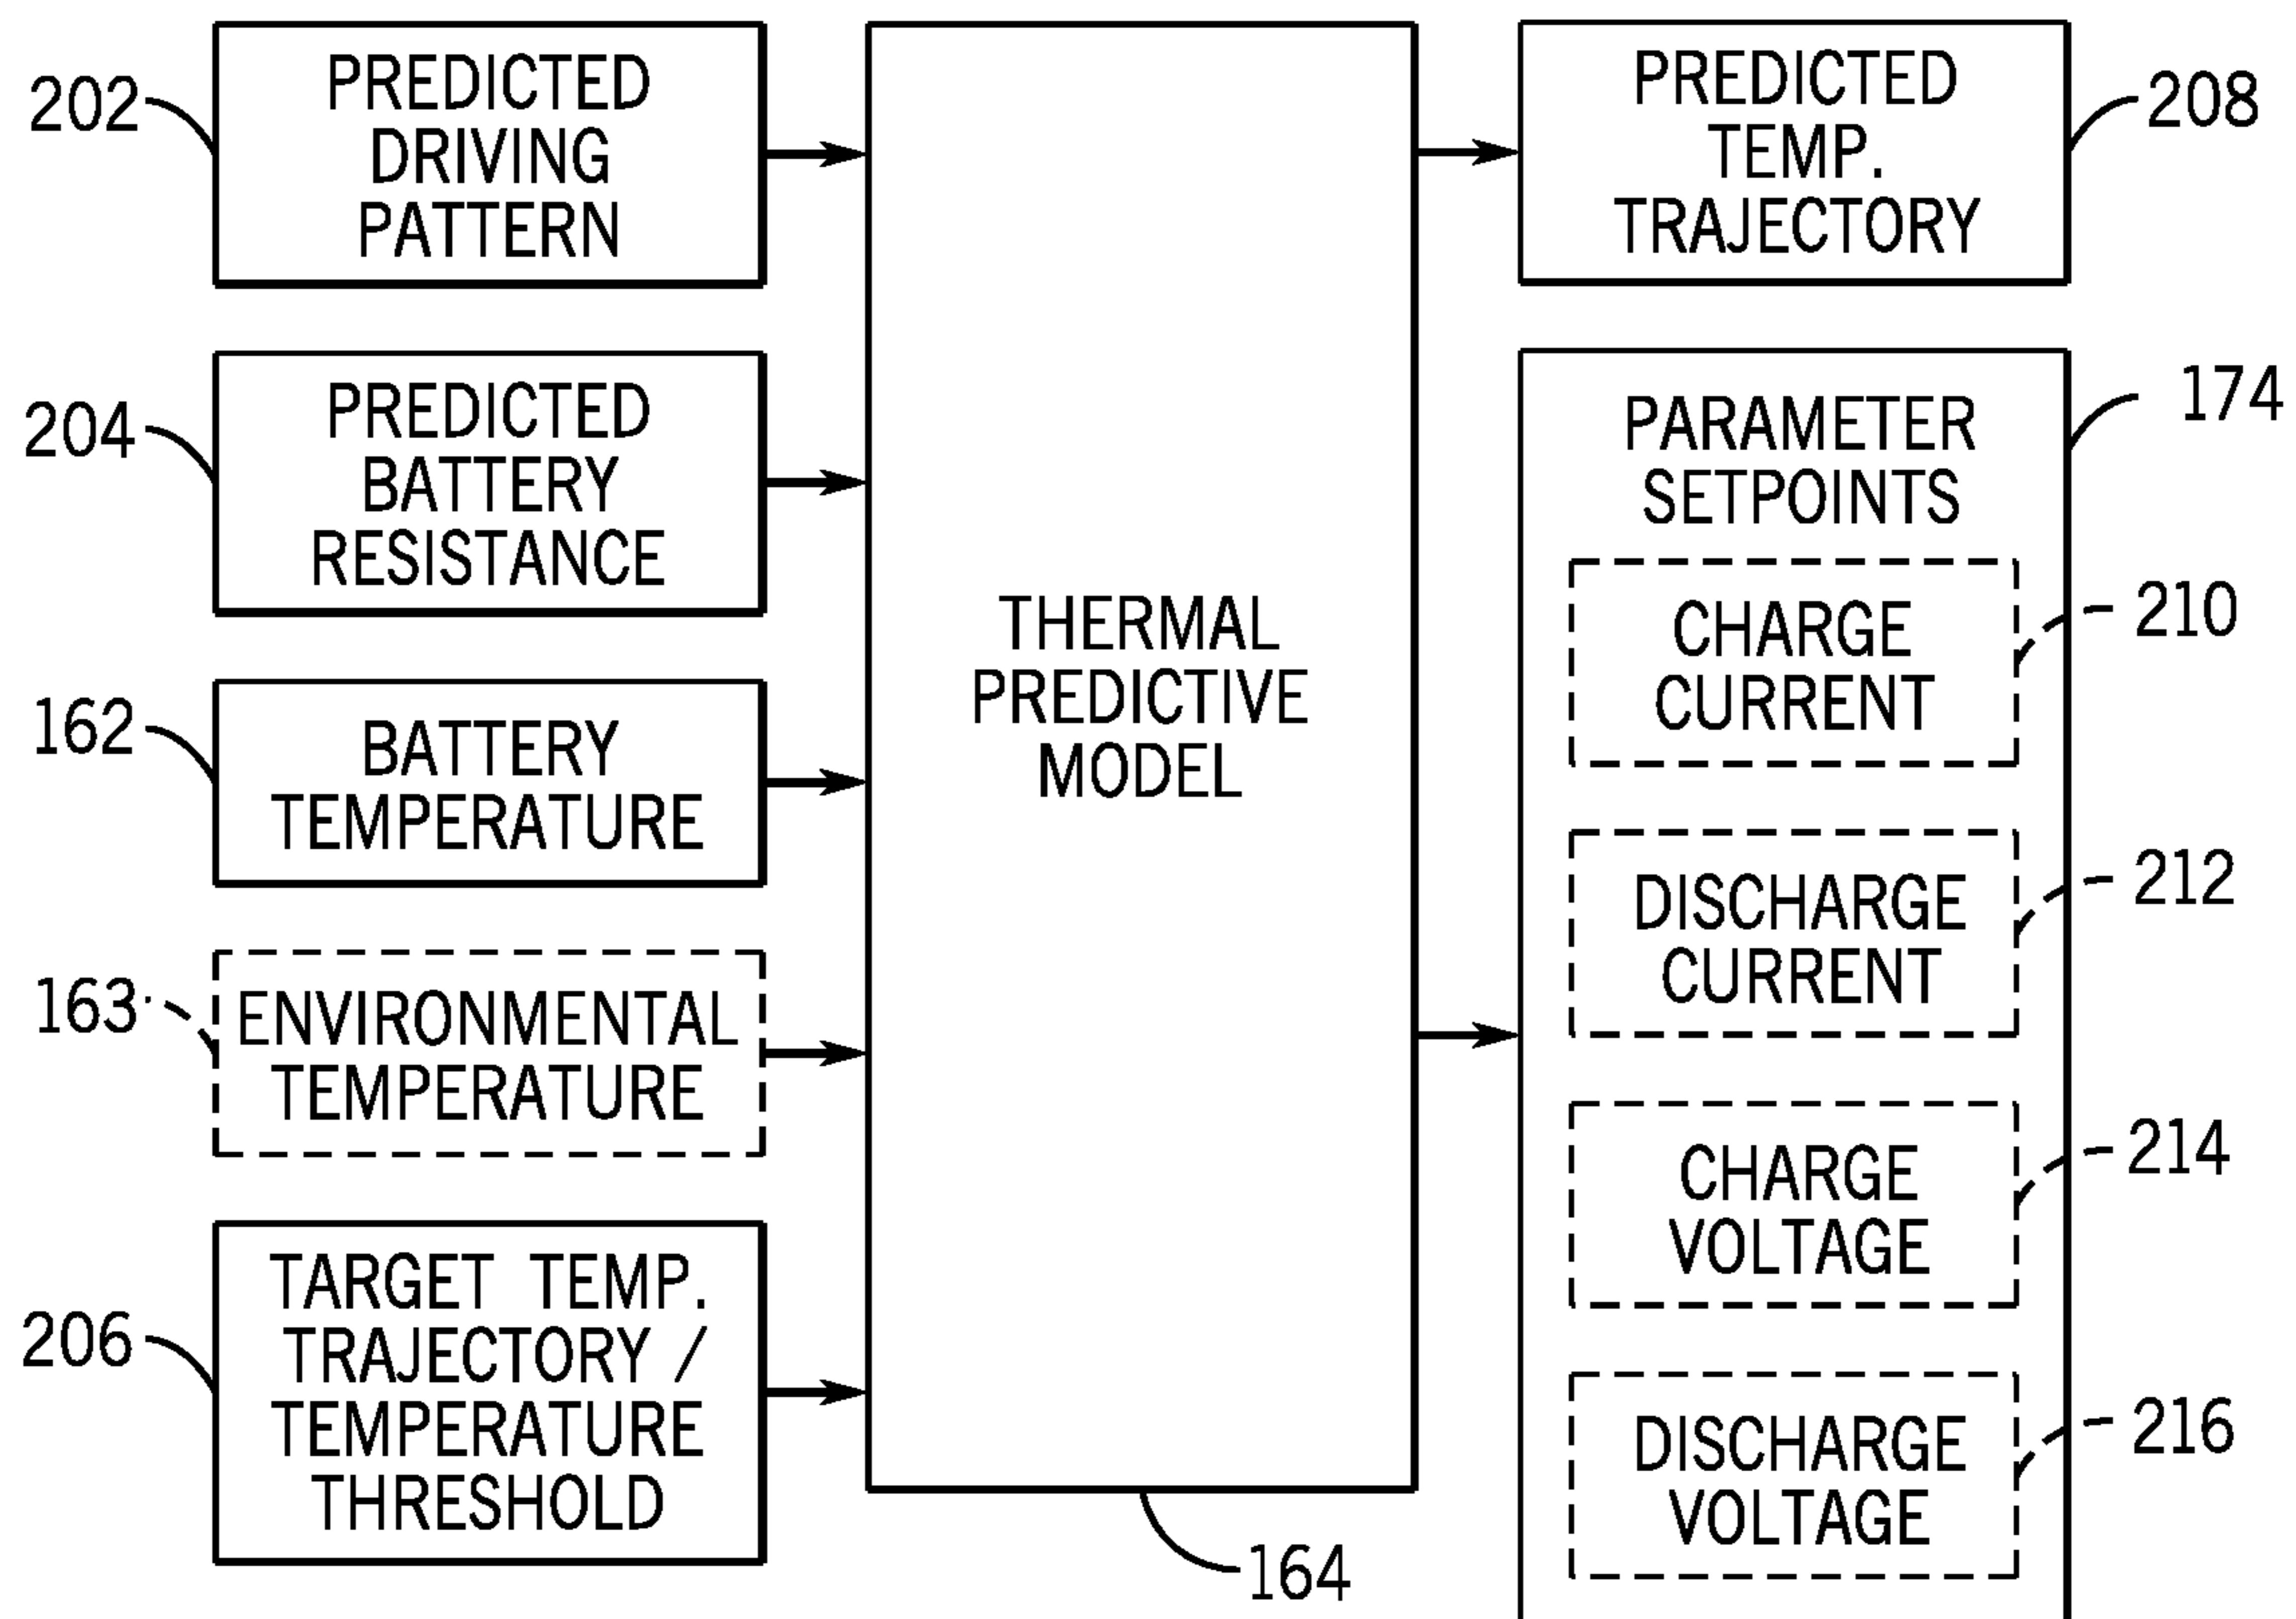 202
PREDICTED
DRIVING
PATTERN
204
PREDICTED
BATTERY
RESISTANCE
162
BATTERY
TEMPERATURE
163
ENVIRONMENTAL
TEMPERATURE
206
TARGET TEMP.
TRAJECTORY /
TEMPERATURE
THRESHOLD
THERMAL
PREDICTIVE
MODEL
164
PREDICTED
TEMP.
TRAJECTORY
208
PARAMETER
SETPOINTS
174
CHARGE
CURRENT
210
DISCHARGE
CURRENT
212
CHARGE
VOLTAGE
214
DISCHARGE
VOLTAGE
216